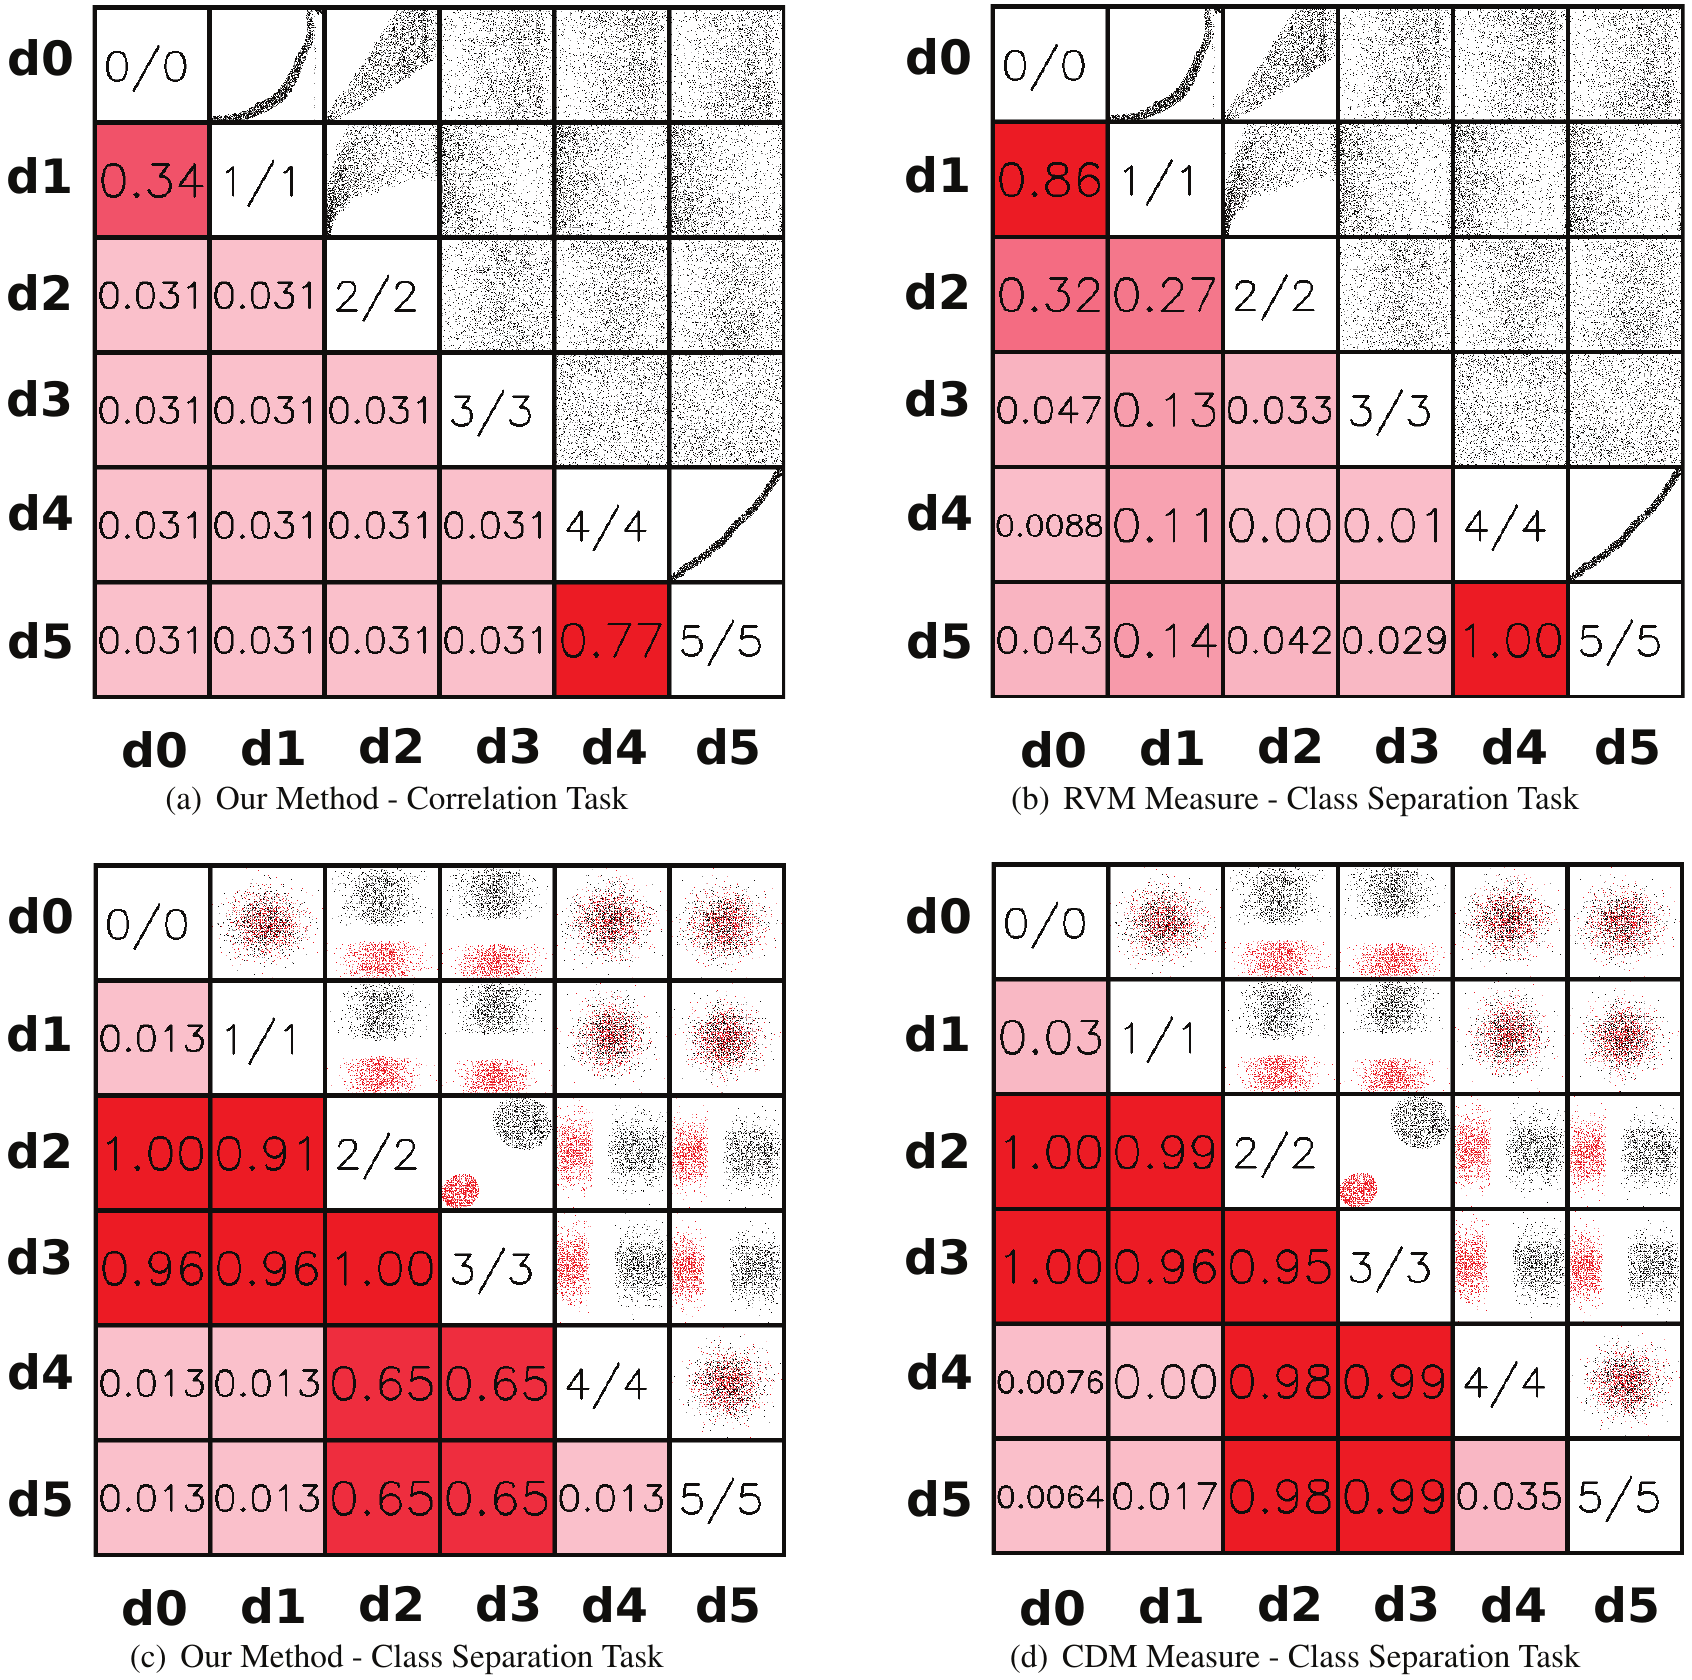 d0 0/0
d1 0.34 1/1
d2 0.031 0.031 2/2
d3 0.031 0.031 0.031 3/3
d4 0.031 0.031 0.031 0.031 4/4
d5 0.031 0.031 0.031 0.031 0.77 5/5
d0 d1 d2 d3 d4 d5
(a) Our Method - Correlation Task
d0 0/0
d1 0.86 1/1
d2 0.32 0.27 2/2
d3 0.047 0.13 0.033 3/3
d4 0.0088 0.11 0.00 0.01 4/4
d5 0.043 0.14 0.042 0.029 1.00 5/5
d0 d1 d2 d3 d4 d5
(b) RVM Measure - Class Separation Task
d0 0/0
d1 0.013 1/1
d2 1.00 0.91 2/2
d3 0.96 0.96 1.00 3/3
d4 0.013 0.013 0.65 0.65 4/4
d5 0.013 0.013 0.65 0.65 0.013 5/5
d0 d1 d2 d3 d4 d5
(c) Our Method - Class Separation Task
d0 0/0
d1 0.03 1/1
d2 1.00 0.99 2/2
d3 1.00 0.96 0.95 3/3
d4 0.0076 0.00 0.98 0.99 4/4
d5 0.0064 0.017 0.98 0.99 0.035 5/5
d0 d1 d2 d3 d4 d5
(d) CDM Measure - Class Separation Task